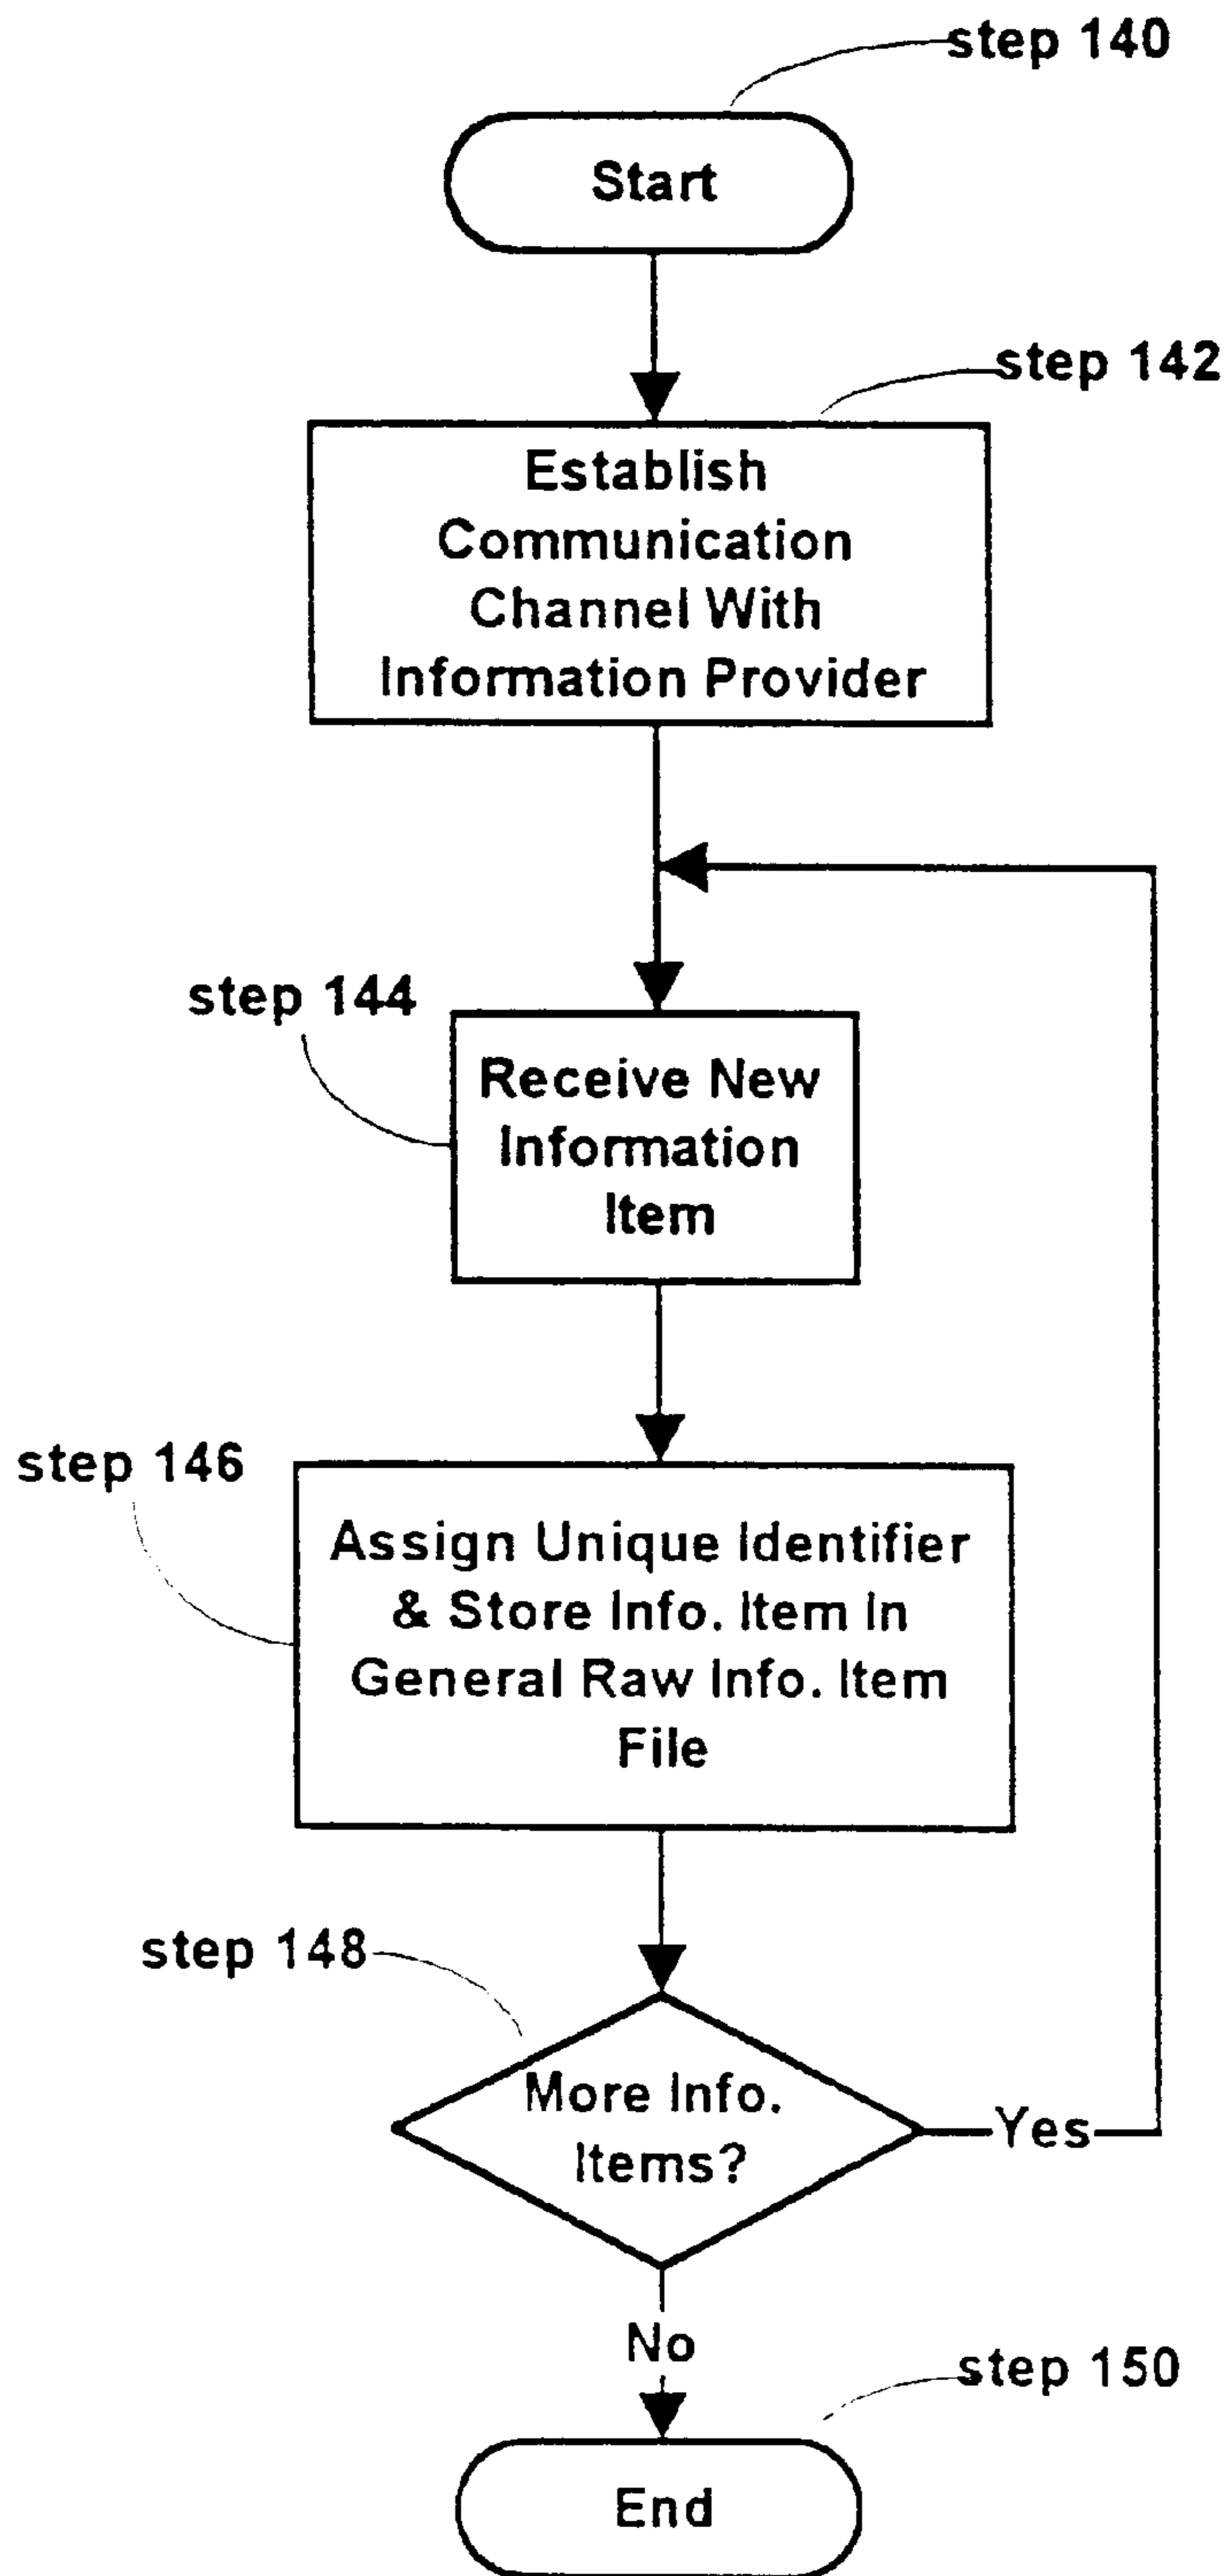 step 140
Start
step 142
Establish
Communication
Channel With
Information Provider
step 144
Receive New
Information
Item
step 146
Assign Unique Identifier
& Store Info. Item In
General Raw Info. Item
File
step 148
More Info.
Items?
Yes
No
step 150
End